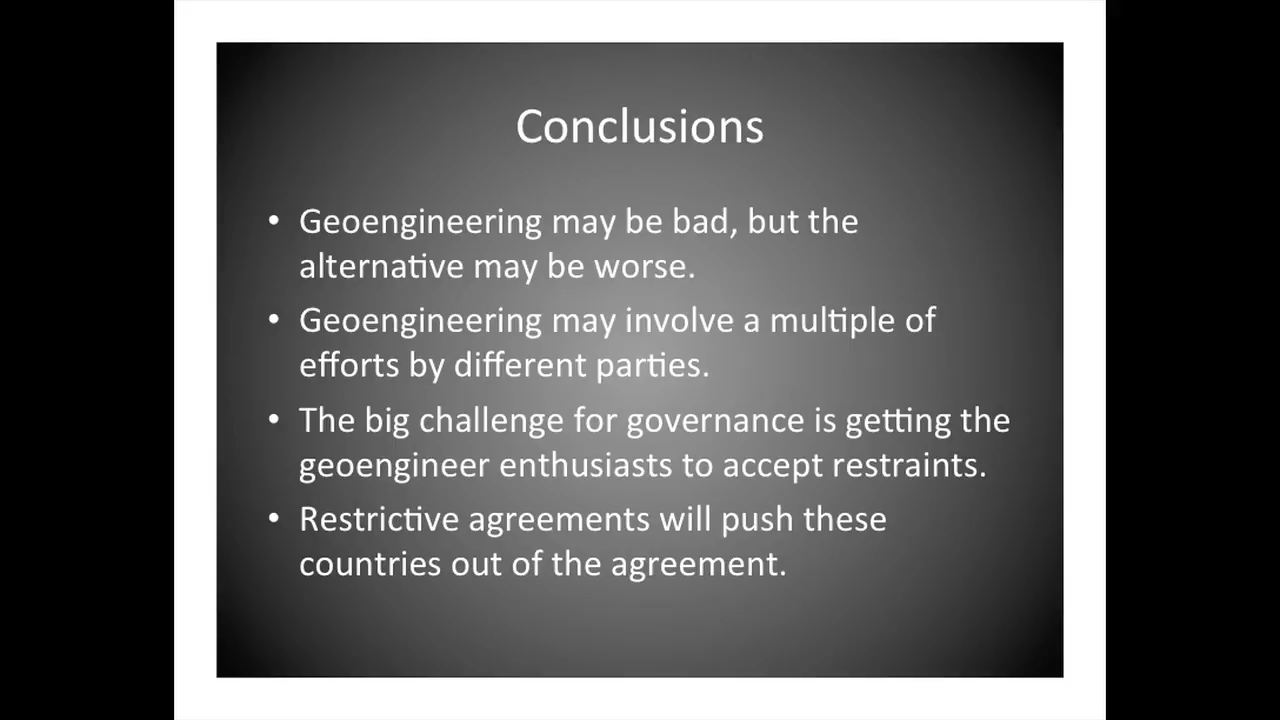 Conclusions
• Geoengineering may be bad, but the
alternative may be worse.
• Geoengineering may involve a multiple of
efforts by different parties.
• The big challenge for governance is getting the
geoengineer enthusiasts to accept restraints.
• Restrictive agreements will push these
countries out of the agreement.